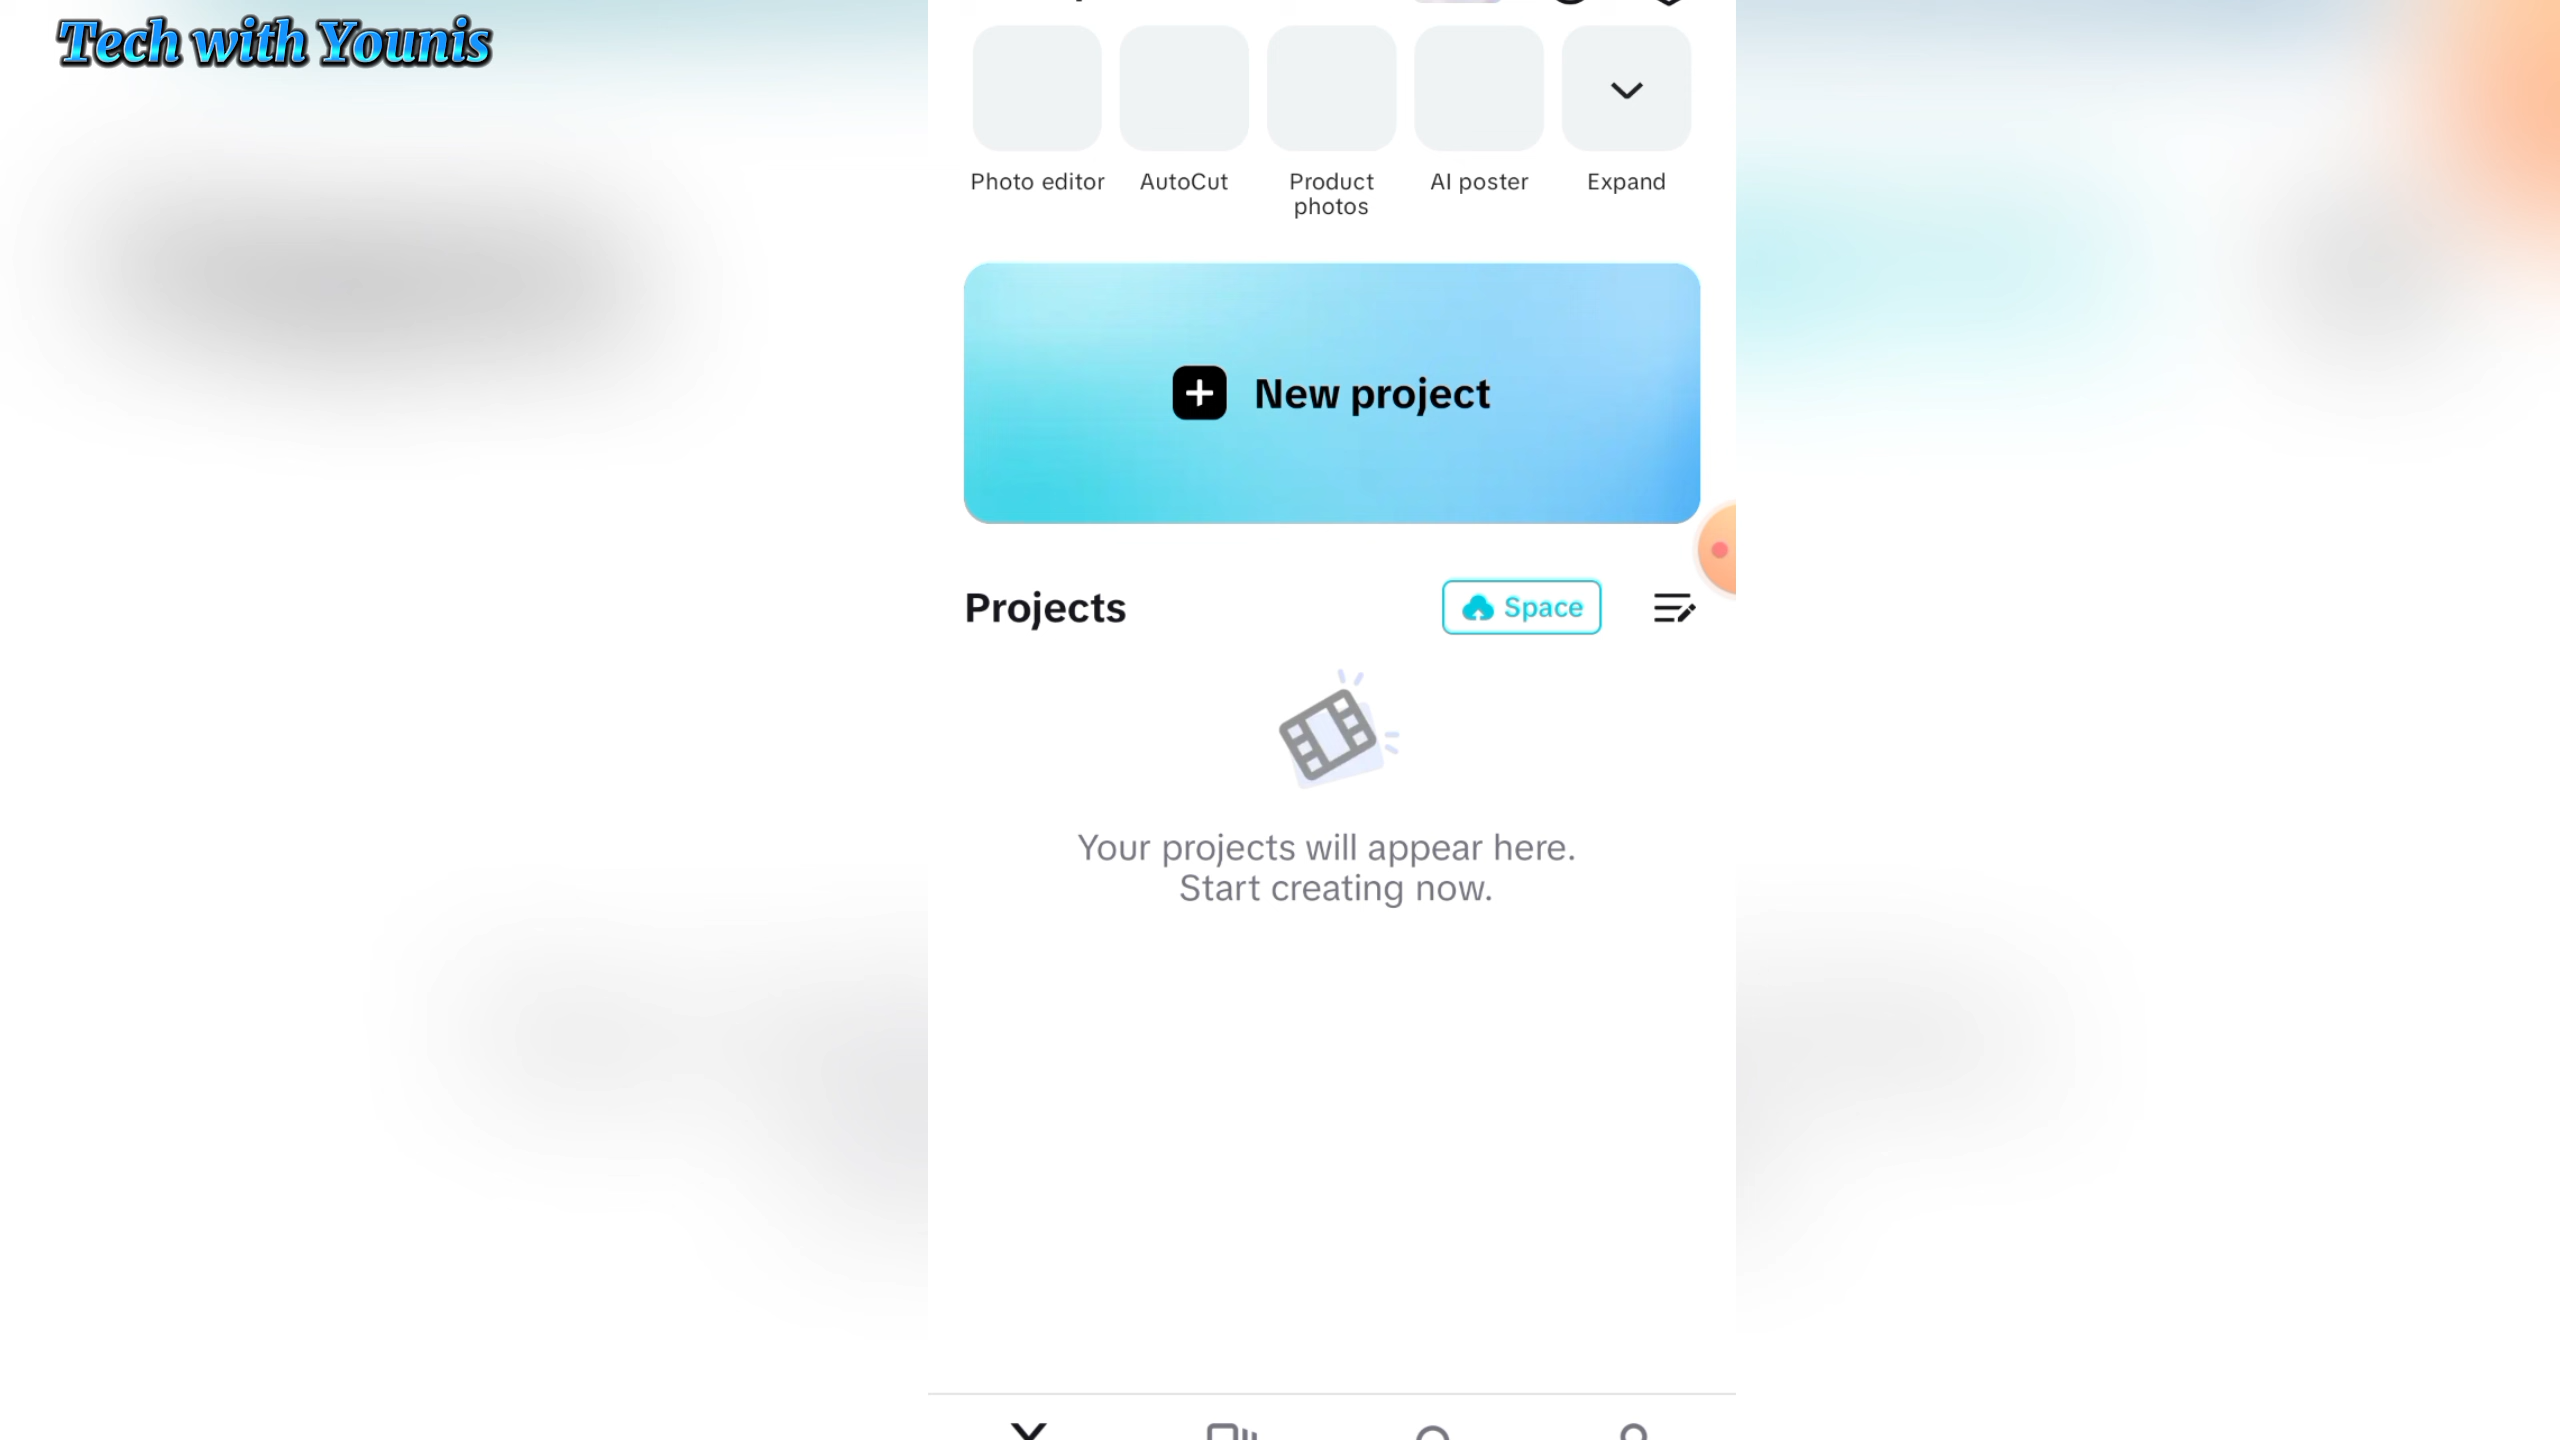 Tech with Younis
Photo editor
AutoCut
Product
photos
AI poster
Expand
New project
Projects
Space
Your projects will appear here.
Start creating now.